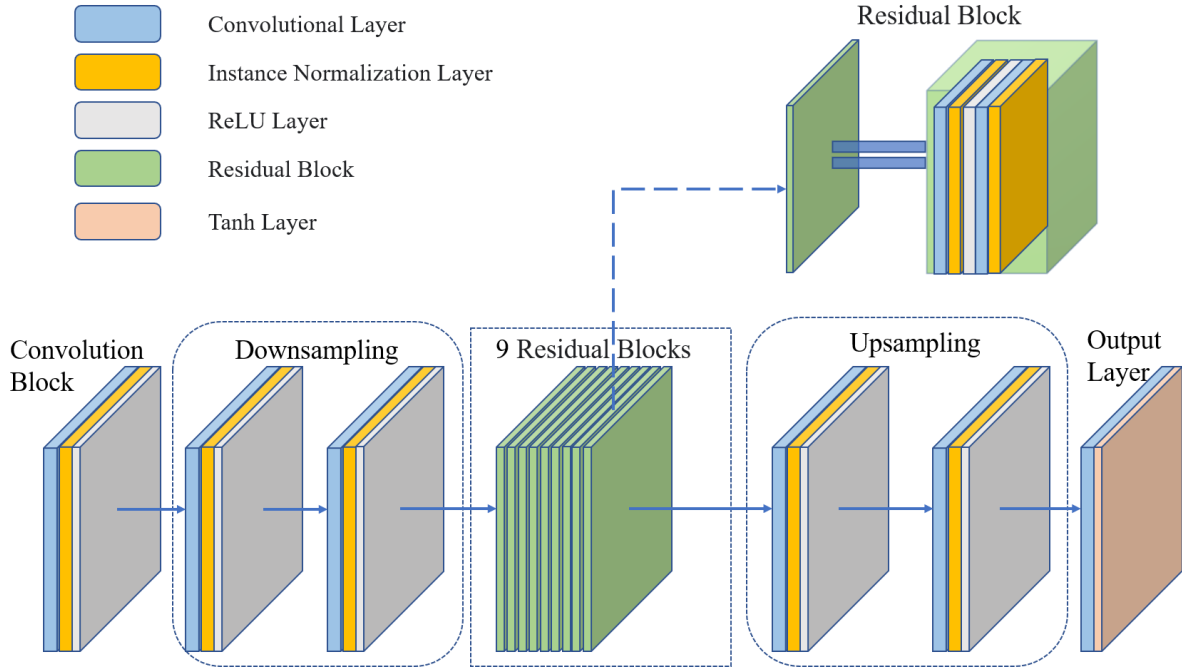 Residual Block
Convolutional Layer
Instance Normalization Layer
ReLU Layer
Residual Block
Tanh Layer
Convolution
Block
Downsampling
9 Residual Blocks
Upsampling
Output
Layer